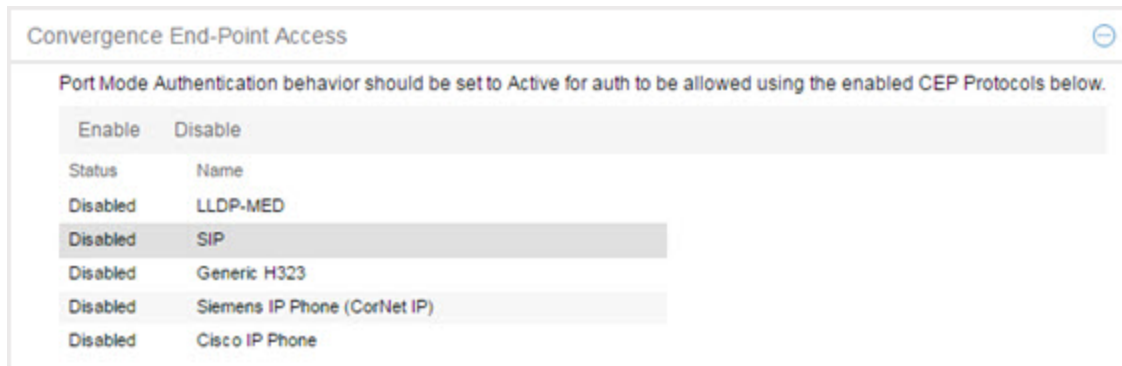 Convergence End-Point Access
Port Mode Authentication behavior should be set to Active for auth to be allowed using the enabled CEP Protocols below.
Enable Disable
Status Name
Disabled LLDP-MED
Disabled SIP
Disabled Generic H323
Disabled Siemens IP Phone (CorNet IP)
Disabled Cisco IP Phone